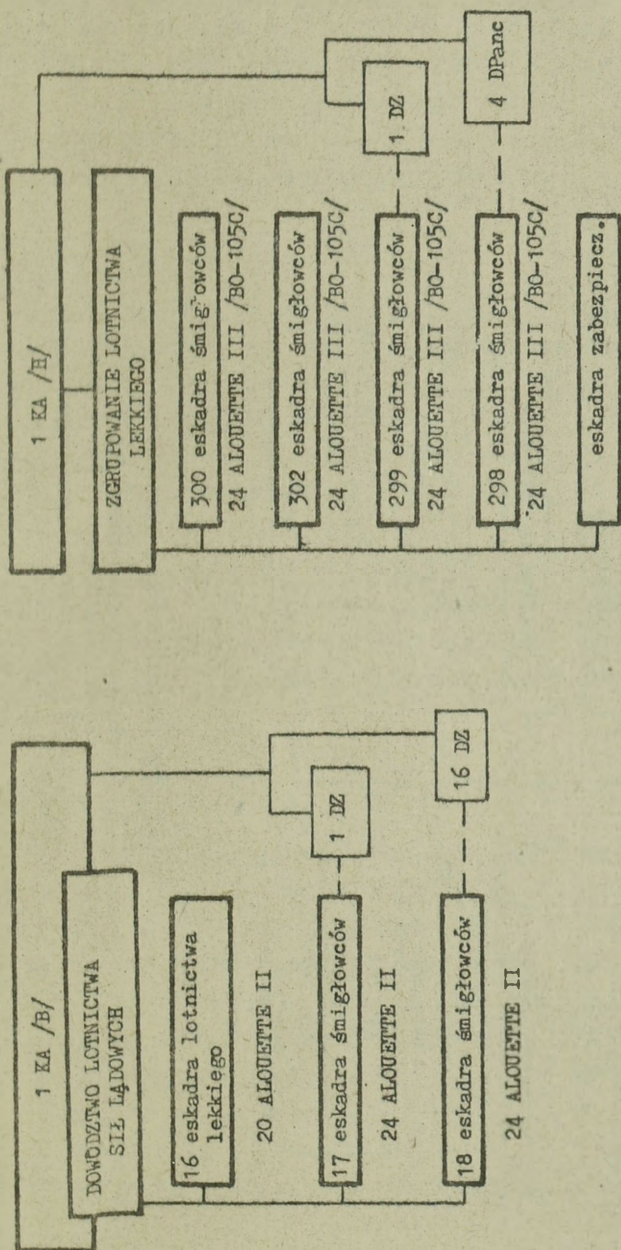 1 KA /B/
DOWODZTWO LOTNICTWA
SIŁ LĄDOWYCH
16 eskadra lotnictwa
lekkiego
20 ALOUETTE II
1 DZ
17 eskadra śmigłowców
24 ALOUETTE II
16 DZ
18 eskadra śmigłowców
24 ALOUETTE II
1 KA /H/
ZGRUPOWANIE LOTNICTWA
LEKKIEGO
300 eskadra śmigłowców
24 ALOUETTE III /BO-105C/
302 eskadra śmigłowców
24 ALOUETTE III /BO-105C/
1 DZ
299 eskadra śmigłowców
24 ALOUETTE III /BO-105C/
4 DPanc
298 eskadra śmigłowców
24 ALOUETTE III /BO-105C/
eskadra zabezpiecz.